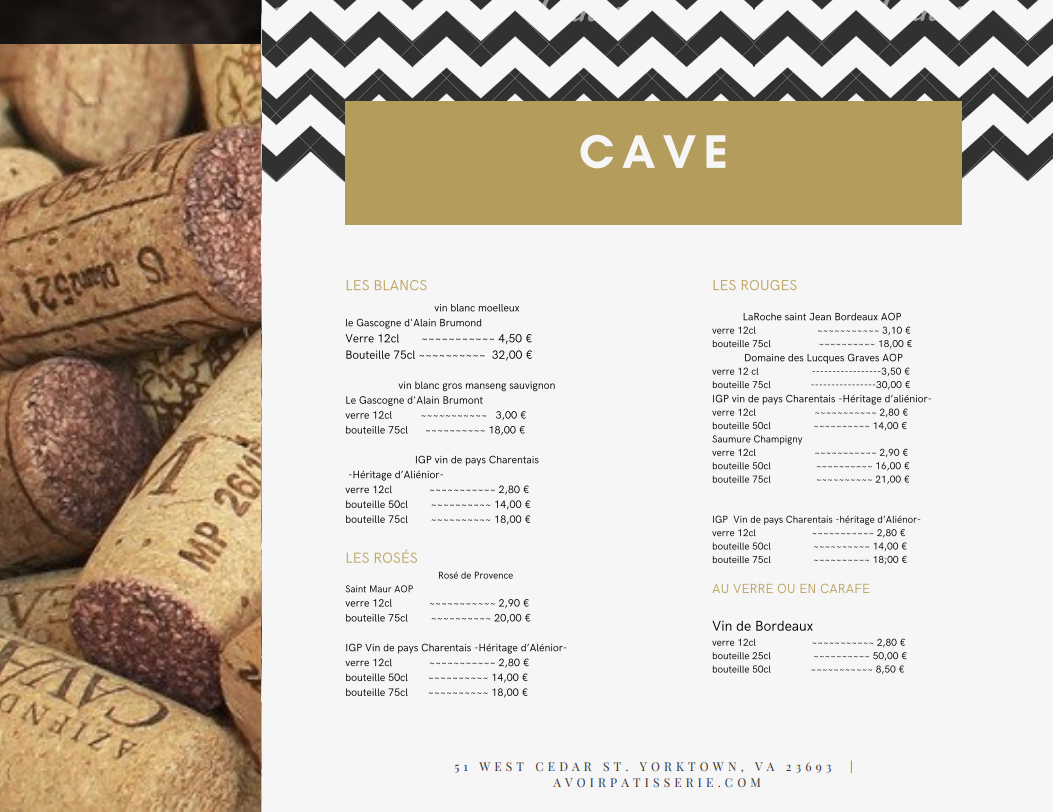 CAVE
LES BLANCS
vin blanc moelleux
le Gascogne d'Alain Brumond
Verre 12cl ~~~~~~~~~~~ 4,50 €
Bouteille 75cl ~~~~~~~~~~ 32,00 €
vin blanc gros manseng sauvignon
Le Gascogne d'Alain Brumont
verre 12cl ~~~~~~~~~~~ 3,00 €
bouteille 75cl ~~~~~~~~~~ 18,00 €
IGP vin de pays Charentais
-Héritage d’Aliénior-
verre 12cl ~~~~~~~~~~~ 2,80 €
bouteille 50cl ~~~~~~~~~~ 14,00 €
bouteille 75cl ~~~~~~~~~~ 18,00 €
LES ROSÉS
Rosé de Provence
Saint Maur AOP
verre 12cl ~~~~~~~~~~~ 2,90 €
bouteille 75cl ~~~~~~~~~~ 20,00 €
IGP Vin de pays Charentais -Héritage d’Alénior-
verre 12cl ~~~~~~~~~~~ 2,80 €
bouteille 50cl ~~~~~~~~~~ 14,00 €
bouteille 75cl ~~~~~~~~~~ 18,00 €
LES ROUGES
LaRoche saint Jean Bordeaux AOP
verre 12cl ~~~~~~~~~~~ 3,10 €
bouteille 75cl ~~~~~~~~~~ 18,00 €
Domaine des Lucques Graves AOP
verre 12 cl -----------------3,50 €
bouteille 75cl ----------------30,00 €
IGP vin de pays Charentais -Héritage d’aliénior-
verre 12cl ~~~~~~~~~~~ 2,80 €
bouteille 50cl ~~~~~~~~~~ 14,00 €
Saumure Champigny
verre 12cl ~~~~~~~~~~~ 2,90 €
bouteille 50cl ~~~~~~~~~~ 16,00 €
bouteille 75cl ~~~~~~~~~~ 21,00 €
IGP Vin de pays Charentais -héritage d’Aliénor-
verre 12cl ~~~~~~~~~~~ 2,80 €
bouteille 50cl ~~~~~~~~~~ 14,00 €
bouteille 75cl ~~~~~~~~~~ 18;00 €
AU VERRE OU EN CARAFE
Vin de Bordeaux
verre 12cl ~~~~~~~~~~~ 2,80 €
bouteille 25cl ~~~~~~~~~~ 50,00 €
bouteille 50cl ~~~~~~~~~~~ 8,50 €
51 WEST CEDAR ST. YORKTOWN, VA 23693 |
AVOIRPATISSERIE.COM
MP 26/
521
AZIEND
CAV